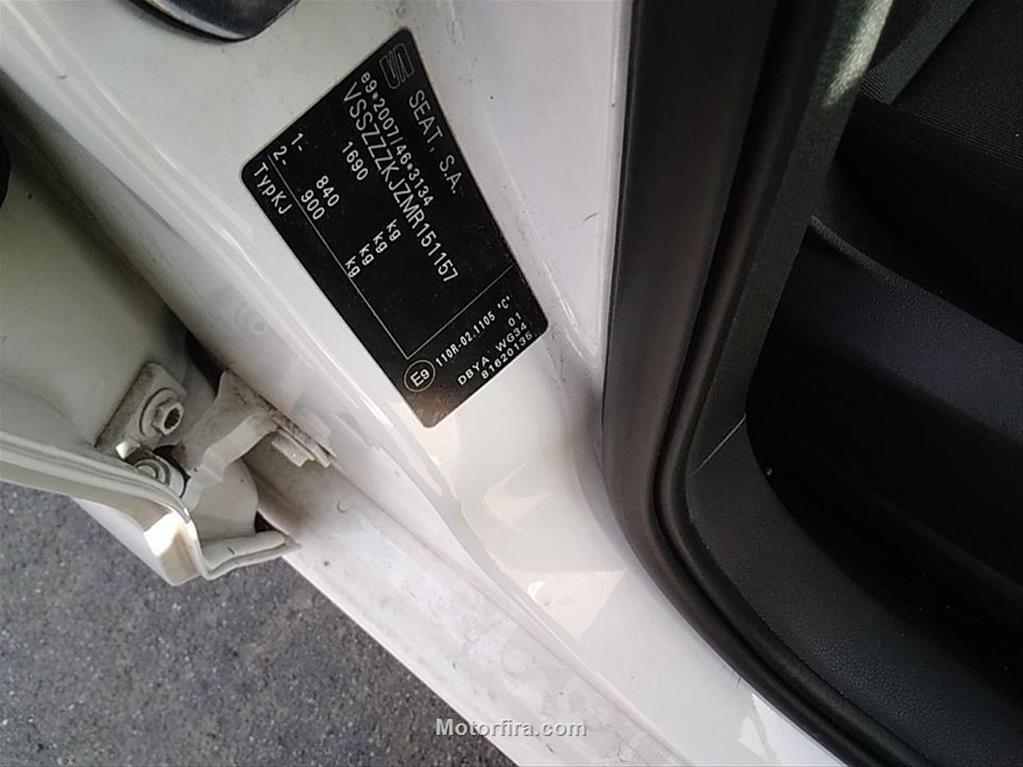 SEAT, S.A.
e9*2007/46*3134
VSSZZZKJZMR151157
1690 kg
1- 840 kg
2- 900 kg
TypKJ
E9 110R-02.1105 "C"
01
DBYA WG34
81620135
Motorfira.com